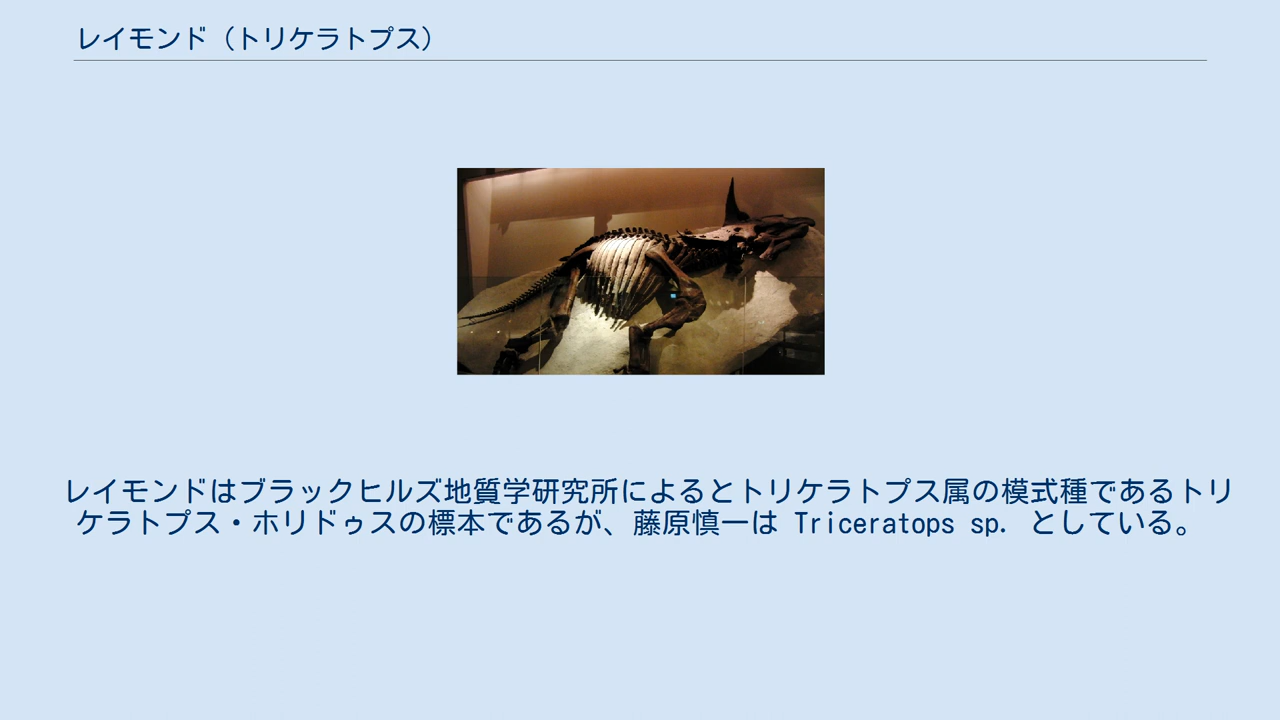 レイモンド（トリケラトプス）
レイモンドはブラックヒルズ地質学研究所によるとトリケラトプス属の模式種であるトリ
ケラトプス・ホリドゥスの標本であるが、藤原慎一は Triceratops sp. としている。